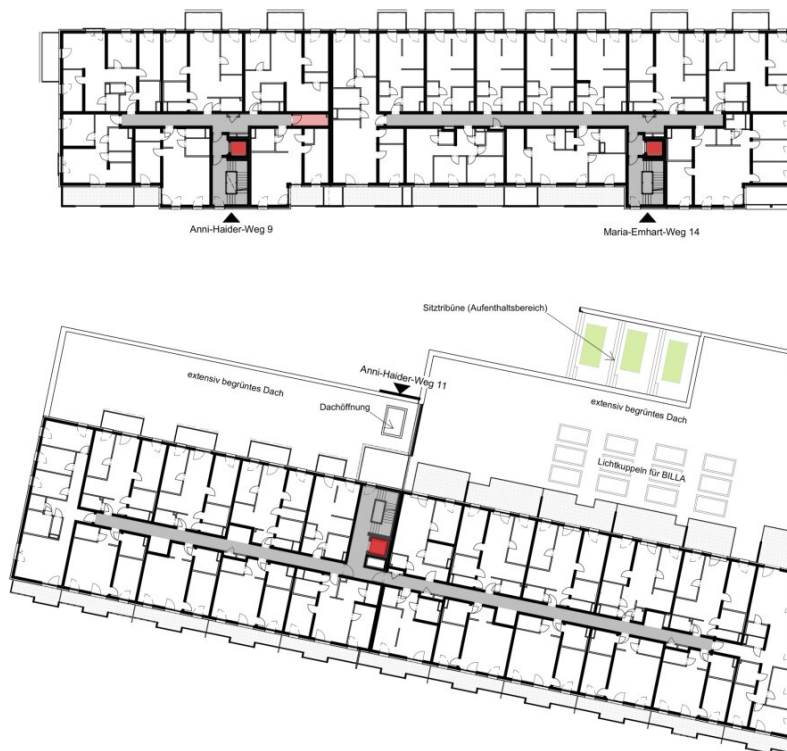 Anni-Haider-Weg 9
Maria-Emhart-Weg 14
Sitztribüne (Aufenthaltsbereich)
Anni-Haider-Weg 11
extensiv begrüntes Dach
Dachöffnung
extensiv begrüntes Dach
Lichtkuppeln für BILLA